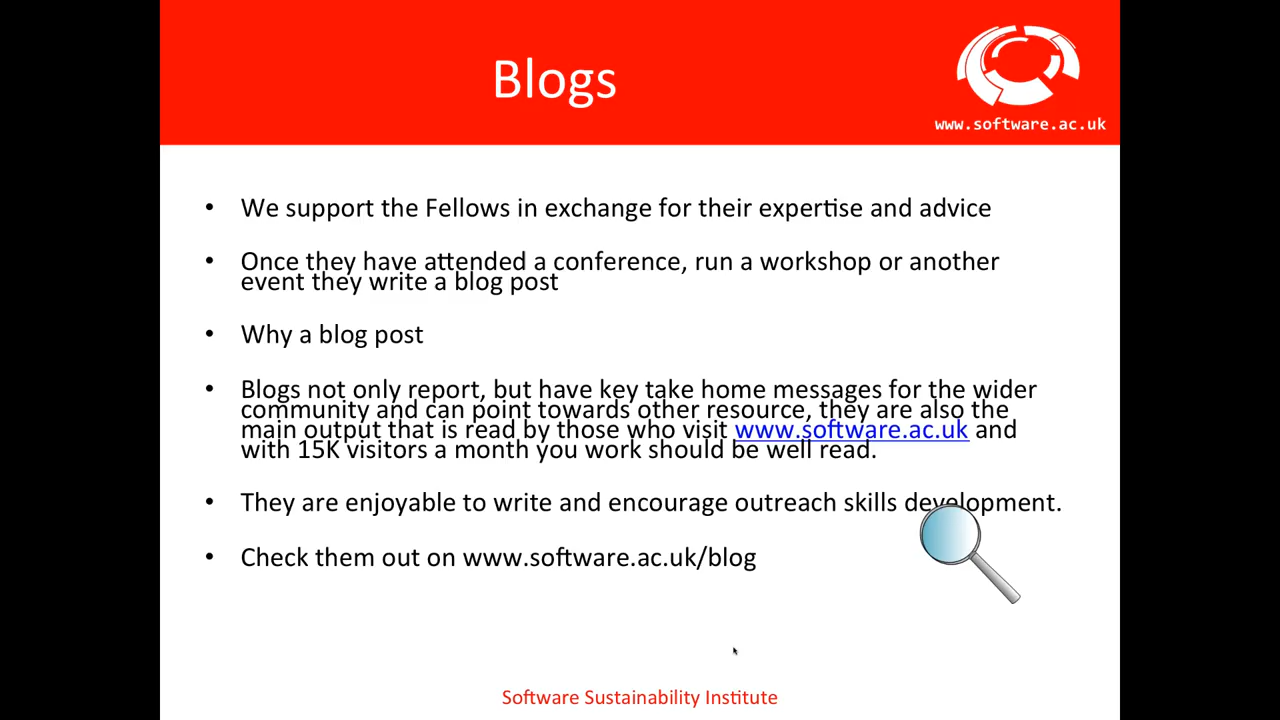 Blogs
www.software.ac.uk
• We support the Fellows in exchange for their expertise and advice
• Once they have attended a conference, run a workshop or another
event they write a blog post
• Why a blog post
• Blogs not only report, but have key take home messages for the wider
community and can point towards other resource, they are also the
main output that is read by those who visit www.software.ac.uk and
with 15K visitors a month you work should be well read.
• They are enjoyable to write and encourage outreach skills development.
• Check them out on www.software.ac.uk/blog
Software Sustainability Institute